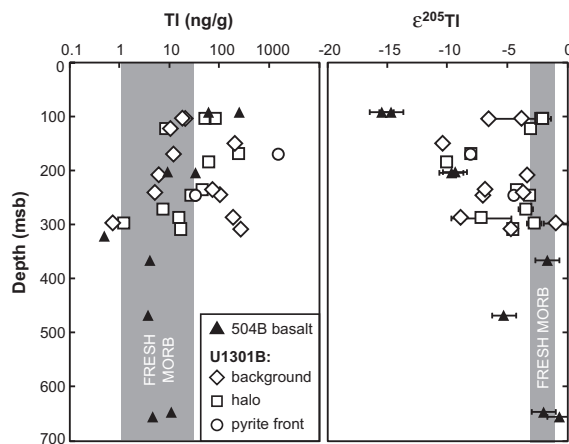 Tl (ng/g)
ε205Tl
0.1 1 10 100 1000
-20 -15 -10 -5 0
0
100
200
300
400
500
600
700
Depth (msb)
FRESH MORB
FRESH MORB
504B basalt
U1301B:
background
halo
pyrite front